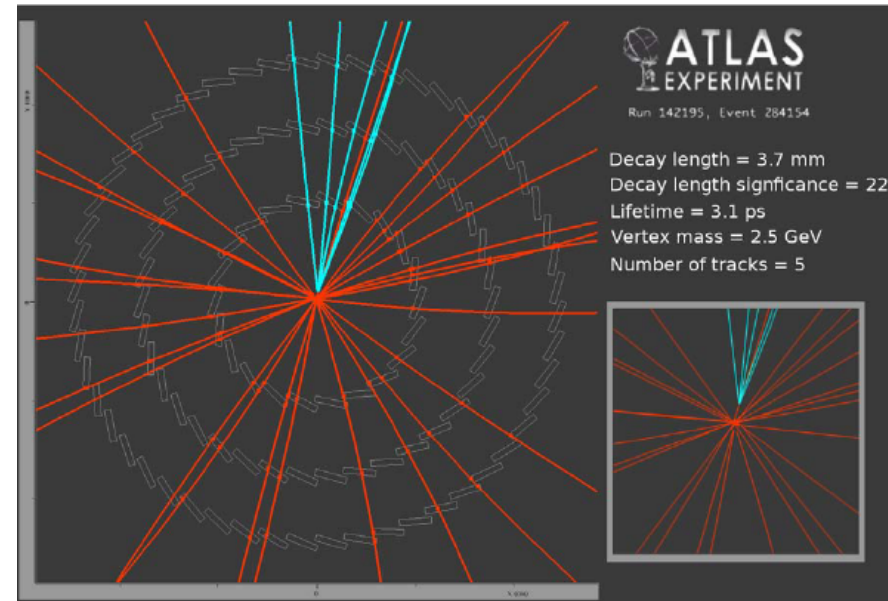 ATLAS
EXPERIMENT
Run 142195, Event 284154
Decay length = 3.7 mm
Decay length signficance = 22
Lifetime = 3.1 ps
Vertex mass = 2.5 GeV
Number of tracks = 5
0